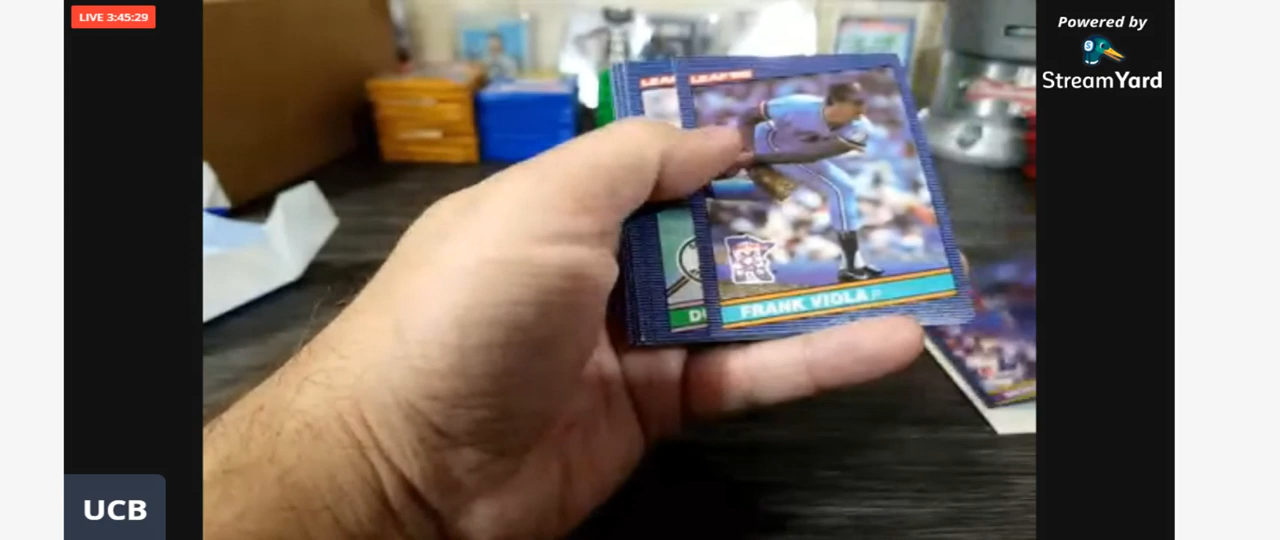 LIVE 3:45:29
Powered by
StreamYard
LEAF
LEAF
FRANK VIOLA P
UCB